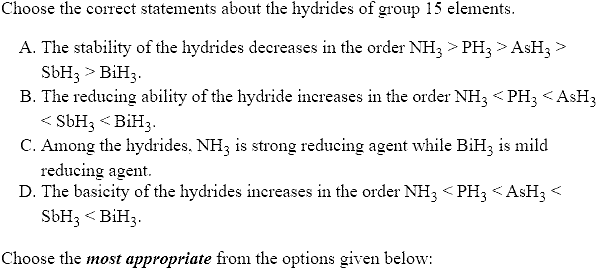 Choose the correct statements about the hydrides of group 15 elements.
A. The stability of the hydrides decreases in the order NH₃ > PH₃ > AsH₃ >
SbH₃ > BiH₃.
B. The reducing ability of the hydride increases in the order NH₃ < PH₃ < AsH₃
< SbH₃ < BiH₃.
C. Among the hydrides, NH₃ is strong reducing agent while BiH₃ is mild
reducing agent.
D. The basicity of the hydrides increases in the order NH₃ < PH₃ < AsH₃ <
SbH₃ < BiH₃.
Choose the most appropriate from the options given below: